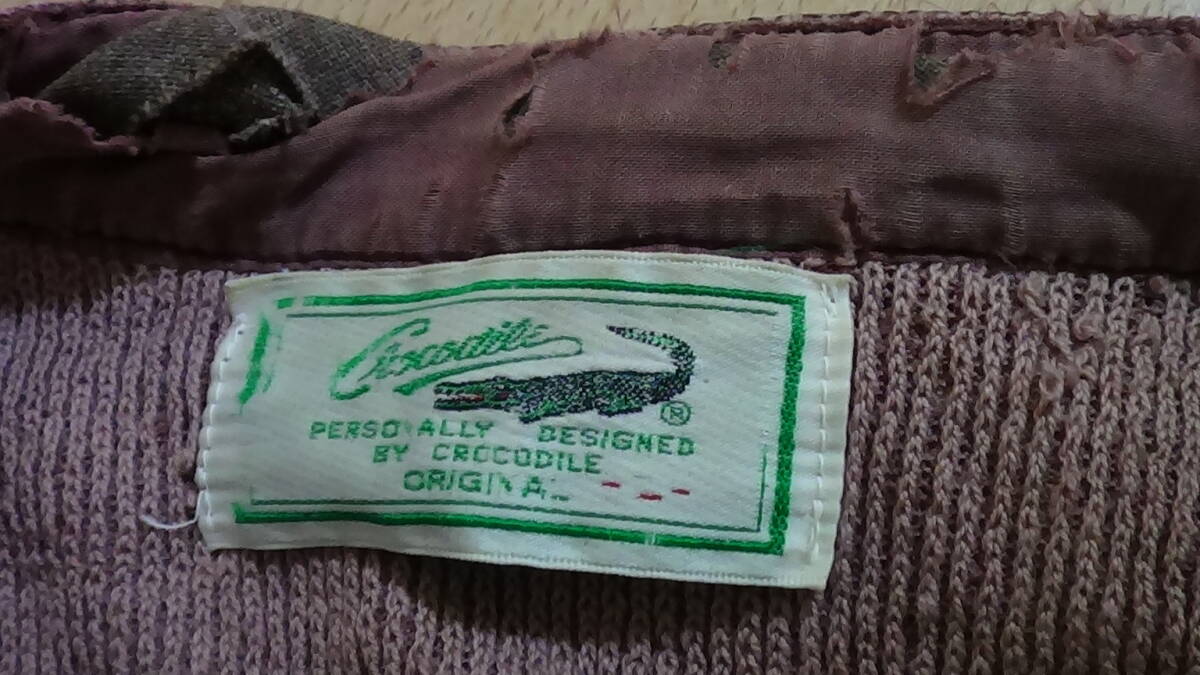 Crocodile
®
PERSONALLY DESIGNED
BY CROCODILE
ORIGINAL